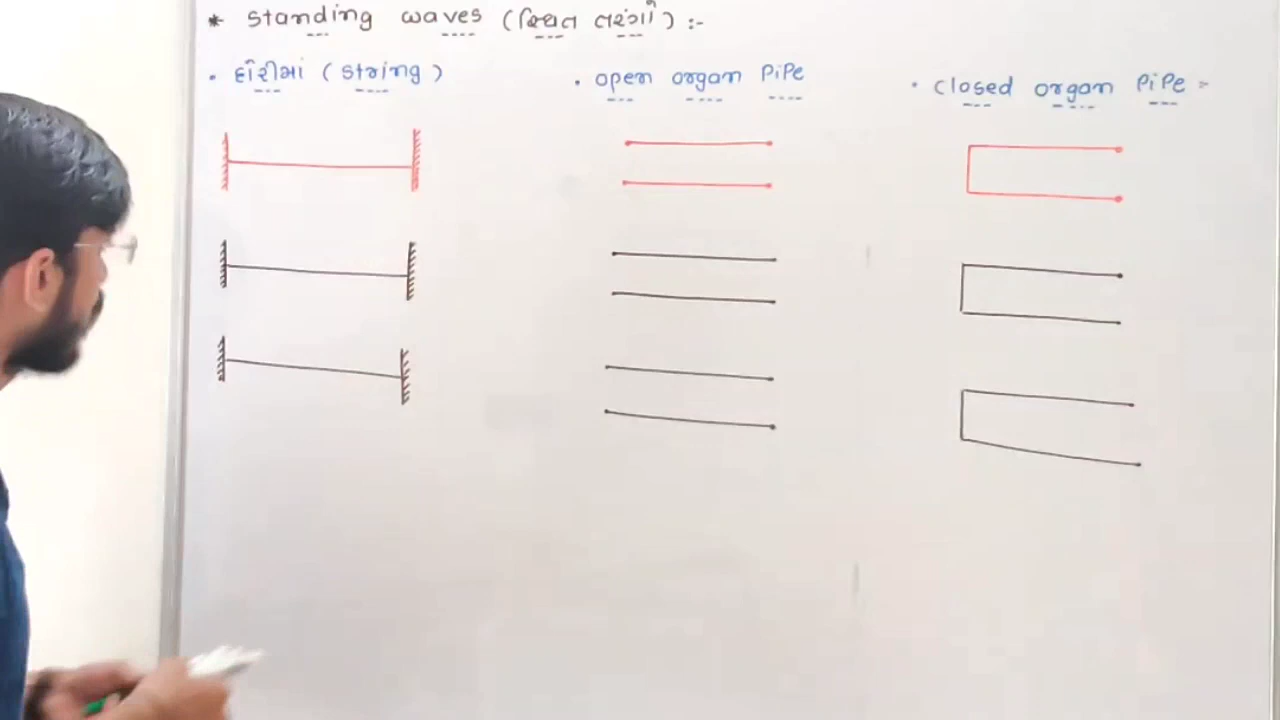 * Standing waves (સ્થિત તરંગો) :-
• દોરીમાં (string)
• open organ PiPe
• closed organ PiPe :-